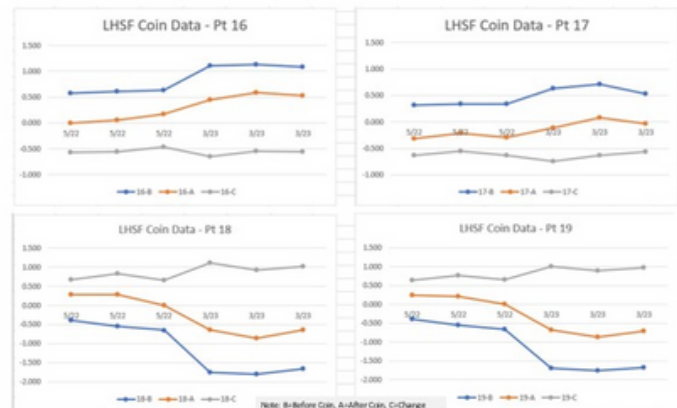 LHSF Coin Data - Pt 16
1.500
1.000
0.500
0.000
-0.500
-1.000
5/22 5/22 5/22 3/23 3/23 3/23
16-B 16-A 16-C
LHSF Coin Data - Pt 17
1.500
1.000
0.500
0.000
-0.500
-1.000
5/22 5/22 5/22 3/23 3/23 3/23
17-B 17-A 17-C
LHSF Coin Data - Pt 18
1.500
1.000
0.500
0.000
-0.500
-1.000
-1.500
-2.000
5/22 5/22 5/22 3/23 3/23 3/23
18-B 18-A 18-C
LHSF Coin Data - Pt 19
1.500
1.000
0.500
0.000
-0.500
-1.000
-1.500
-2.000
5/22 5/22 5/22 3/23 3/23 3/23
19-B 19-A 19-C
Note: B=Before Coin, A=After Coin, C=Change